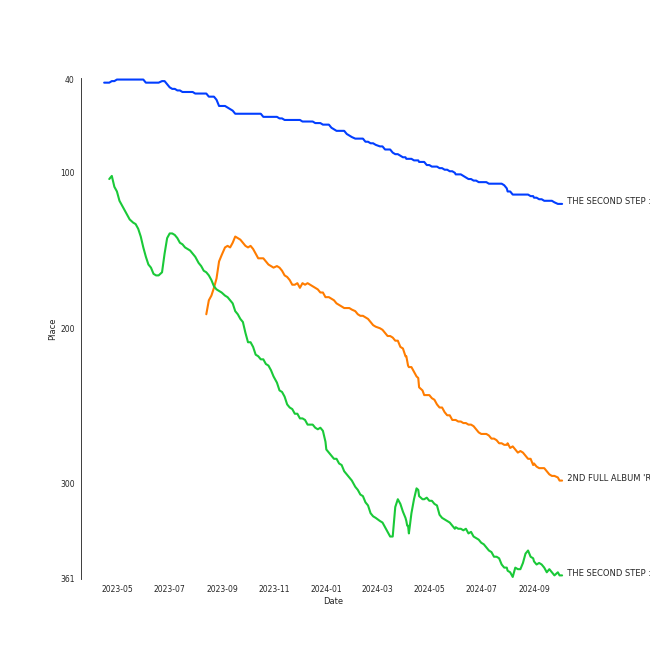 40
100
THE SECOND STEP :
200
Place
2ND FULL ALBUM 'R
300
THE SECOND STEP :
361
2023-05 2023-07 2023-09 2023-11 2024-01 2024-03 2024-05 2024-07 2024-09
Date